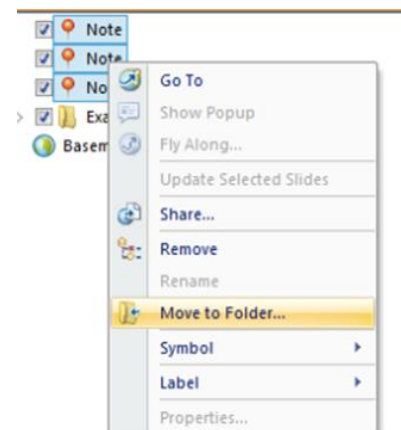 Note
Note
No
Exa
Basem
Go To
Show Popup
Fly Along...
Update Selected Slides
Share...
Remove
Rename
Move to Folder...
Symbol
Label
Properties...